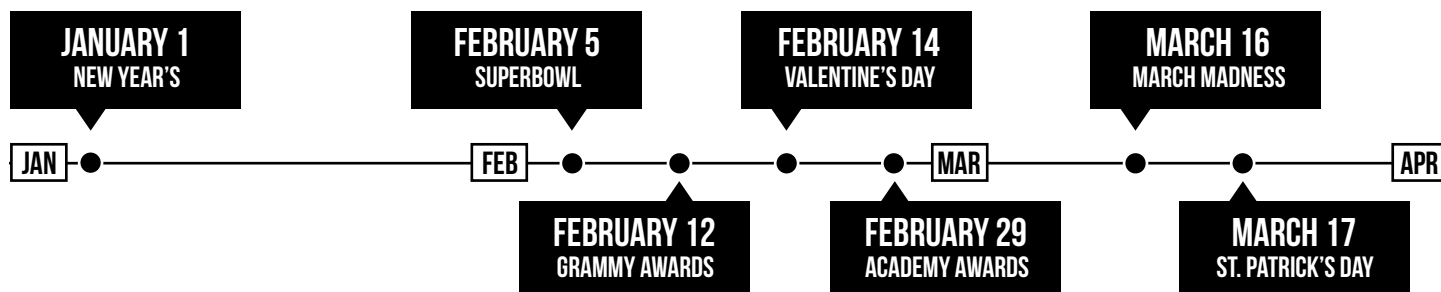 JANUARY 1
NEW YEAR'S
FEBRUARY 5
SUPERBOWL
FEBRUARY 14
VALENTINE'S DAY
MARCH 16
MARCH MADNESS
JAN
FEB
MAR
APR
FEBRUARY 12
GRAMMY AWARDS
FEBRUARY 29
ACADEMY AWARDS
MARCH 17
ST. PATRICK'S DAY